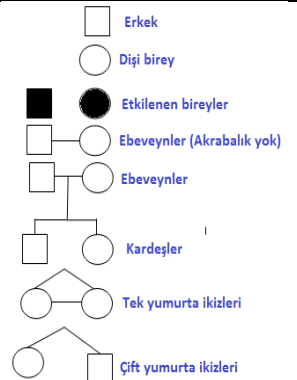 Erkek
Dişi birey
Etkilenen bireyler
Ebeveynler (Akrabalık yok)
Ebeveynler
Kardeşler
Tek yumurta ikizleri
Çift yumurta ikizleri